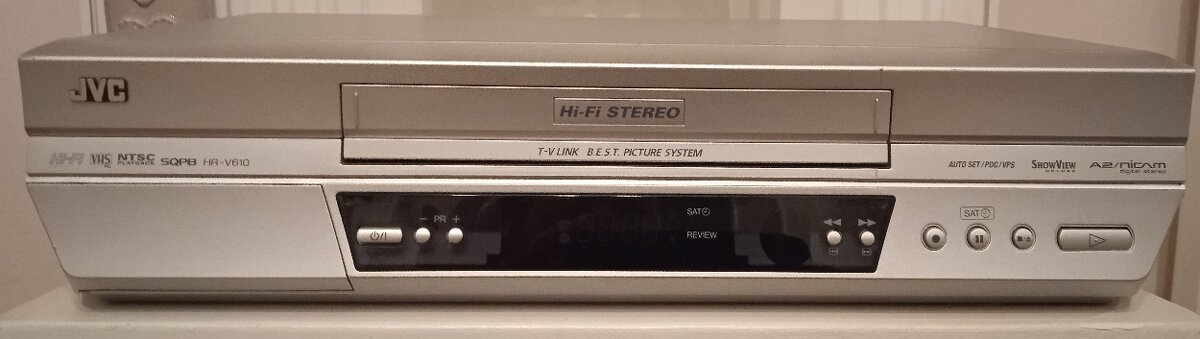 JVC
Hi-Fi STEREO
T-V LINK B.E.S.T. PICTURE SYSTEM
HI-FI VHS NTSC PLAYBACK SQPB HR-V610
AUTO SET/PDC/VPS SHOWVIEW DELUXE A2/nicam digital stereo
⏻/I − PR +
SAT
REVIEW
◀◀ ▶▶
SAT